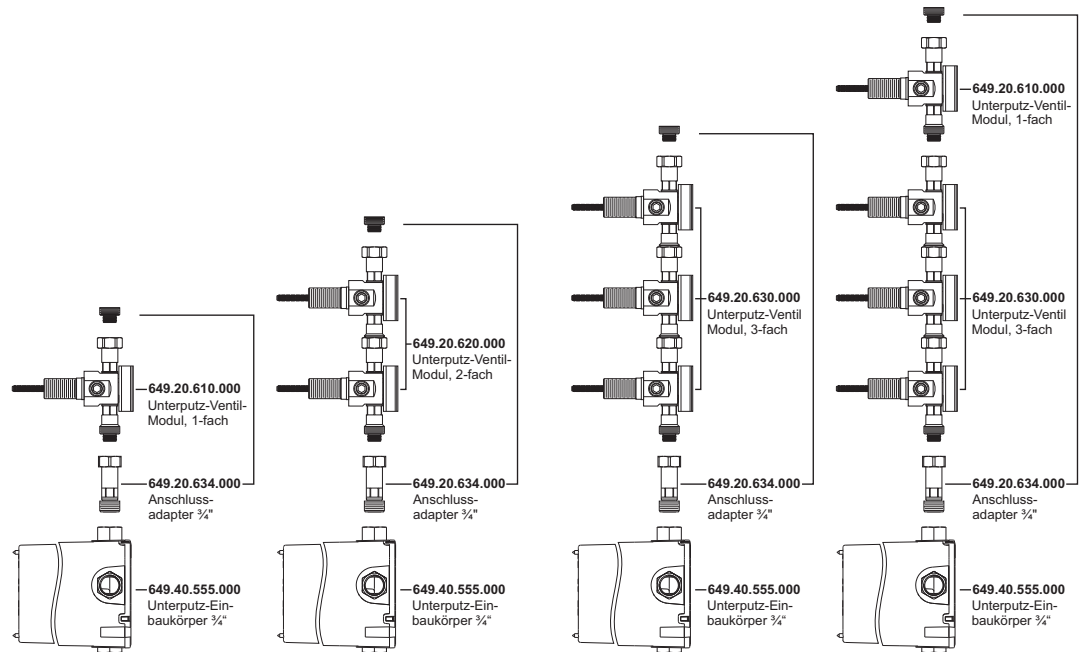 649.20.610.000
Unterputz-Ventil-
Modul, 1-fach
649.20.634.000
Anschluss-
adapter ¾"
649.40.555.000
Unterputz-Ein-
baukörper ¾“
649.20.620.000
Unterputz-Ventil-
Modul, 2-fach
649.20.634.000
Anschluss-
adapter ¾"
649.40.555.000
Unterputz-Ein-
baukörper ¾“
649.20.630.000
Unterputz-Ventil
Modul, 3-fach
649.20.634.000
Anschluss-
adapter ¾"
649.40.555.000
Unterputz-Ein-
baukörper ¾“
649.20.610.000
Unterputz-Ventil-
Modul, 1-fach
649.20.630.000
Unterputz-Ventil
Modul, 3-fach
649.20.634.000
Anschluss-
adapter ¾"
649.40.555.000
Unterputz-Ein-
baukörper ¾“